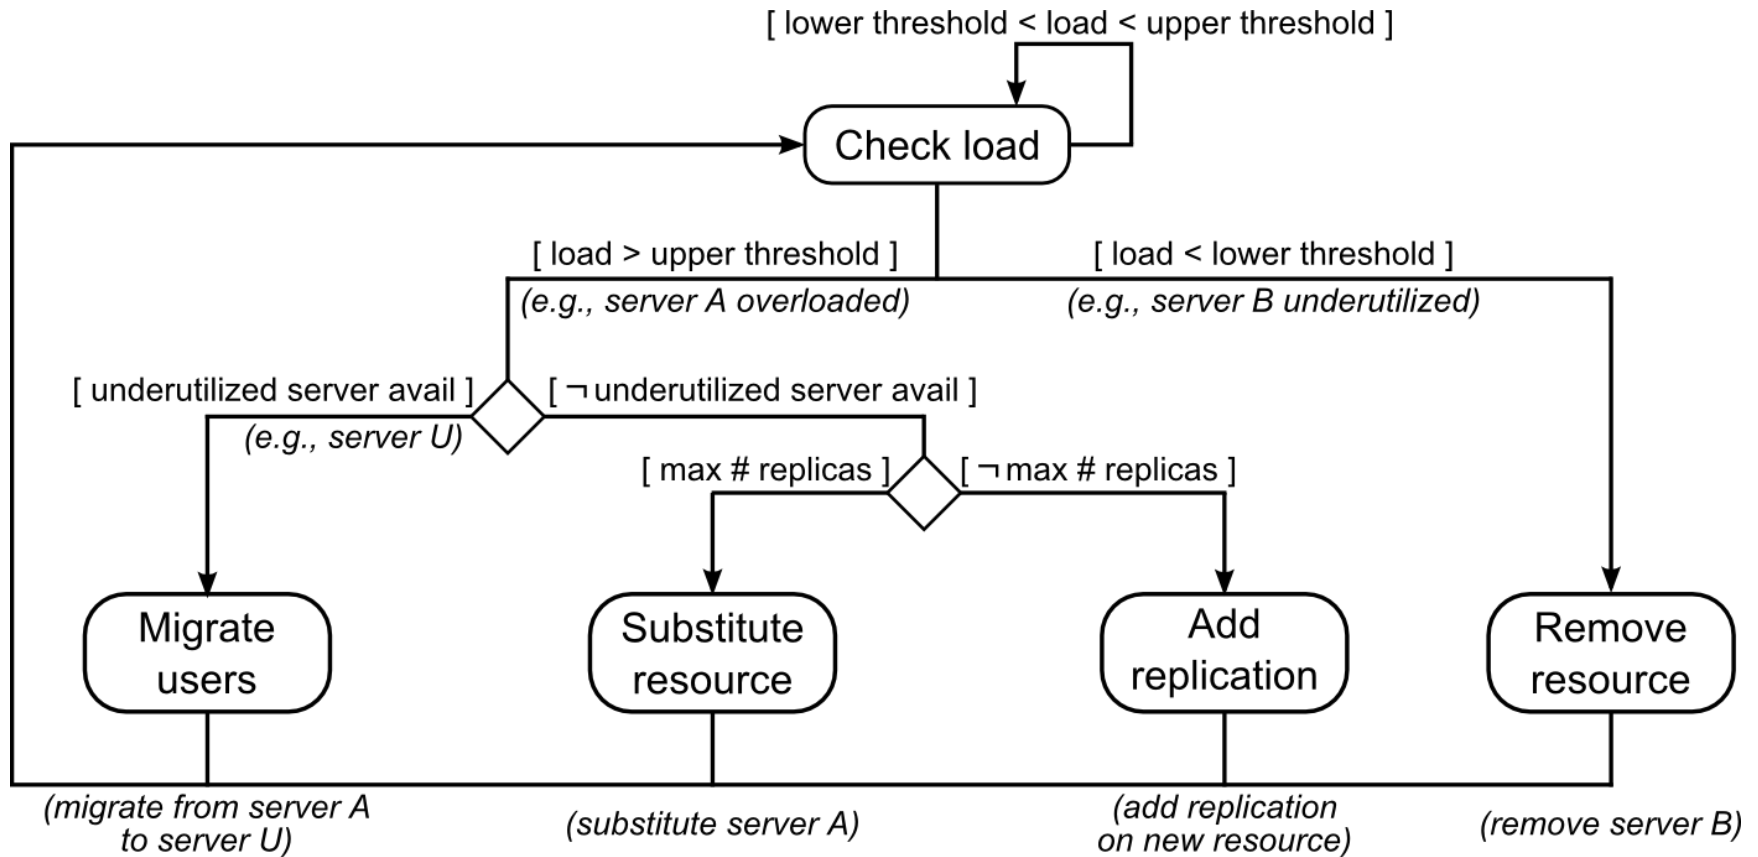 [ lower threshold < load < upper threshold ]
Check load
[ load > upper threshold ]
(e.g., server A overloaded)
[ load < lower threshold ]
(e.g., server B underutilized)
[ underutilized server avail ]
(e.g., server U)
[ ¬ underutilized server avail ]
[ max # replicas ]
[ ¬ max # replicas ]
Migrate
users
Substitute
resource
Add
replication
Remove
resource
(migrate from server A
to server U)
(substitute server A)
(add replication
on new resource)
(remove server B)